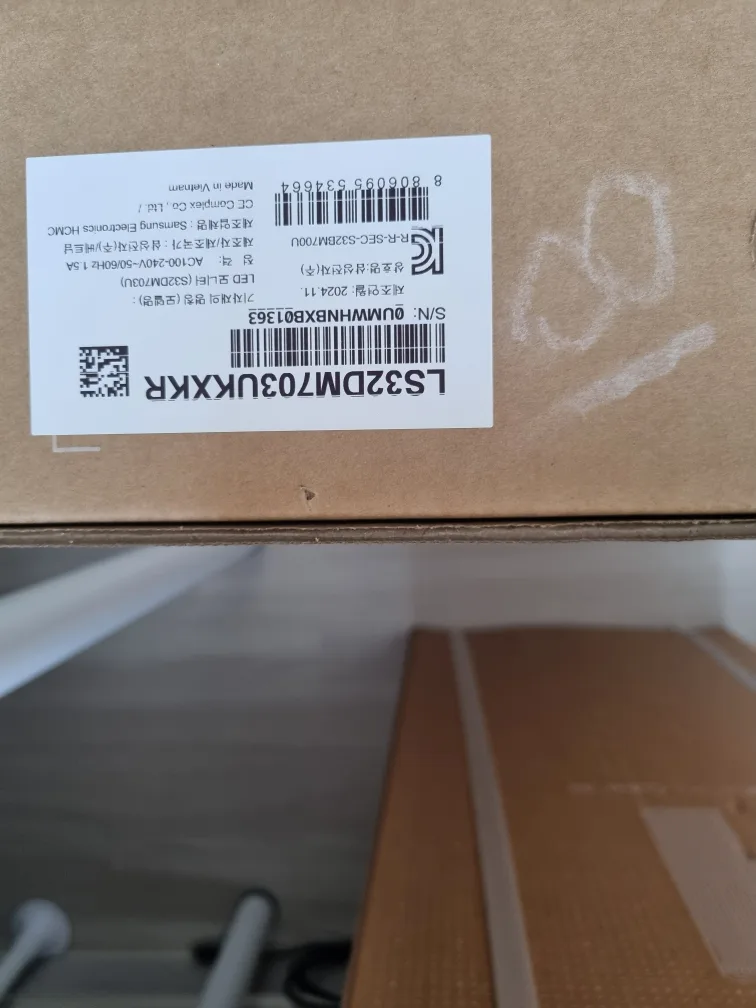 LS32DM703UKXKR
S/N: 0UMWHNBXB01363
제조연월: 2024.11.
상호명:삼성전자(주)
R-R-SEC-S32BM700U
8 806095 534664
기자재의 명칭(모델명) :
LED 모니터 (S32DM703U)
정 격: AC100-240V~50/60Hz 1.5A
제조자/제조국가 : 삼성전자(주)/베트남
제조업체명 : Samsung Electronics HCMC
CE Complex Co., Ltd. /
Made in Vietnam